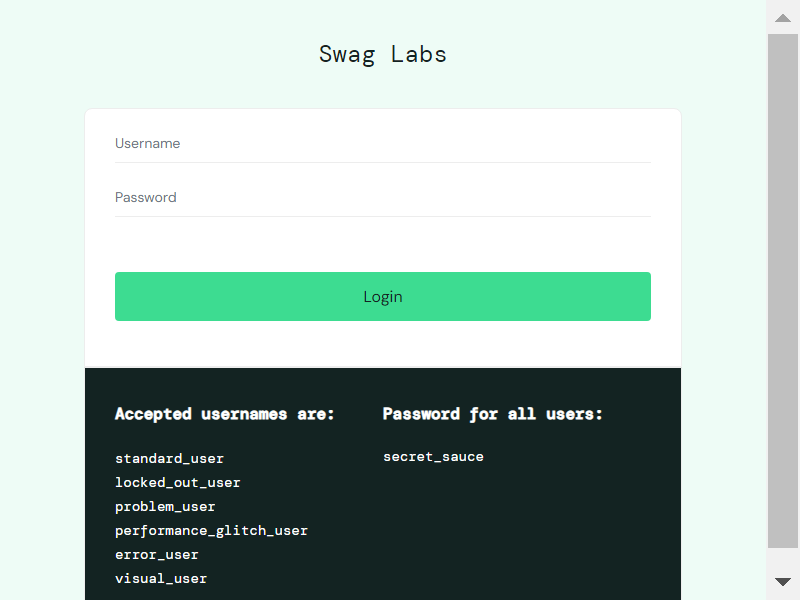 Swag Labs
Username
Password
Login
Accepted usernames are:
standard_user
locked_out_user
problem_user
performance_glitch_user
error_user
visual_user
Password for all users:
secret_sauce